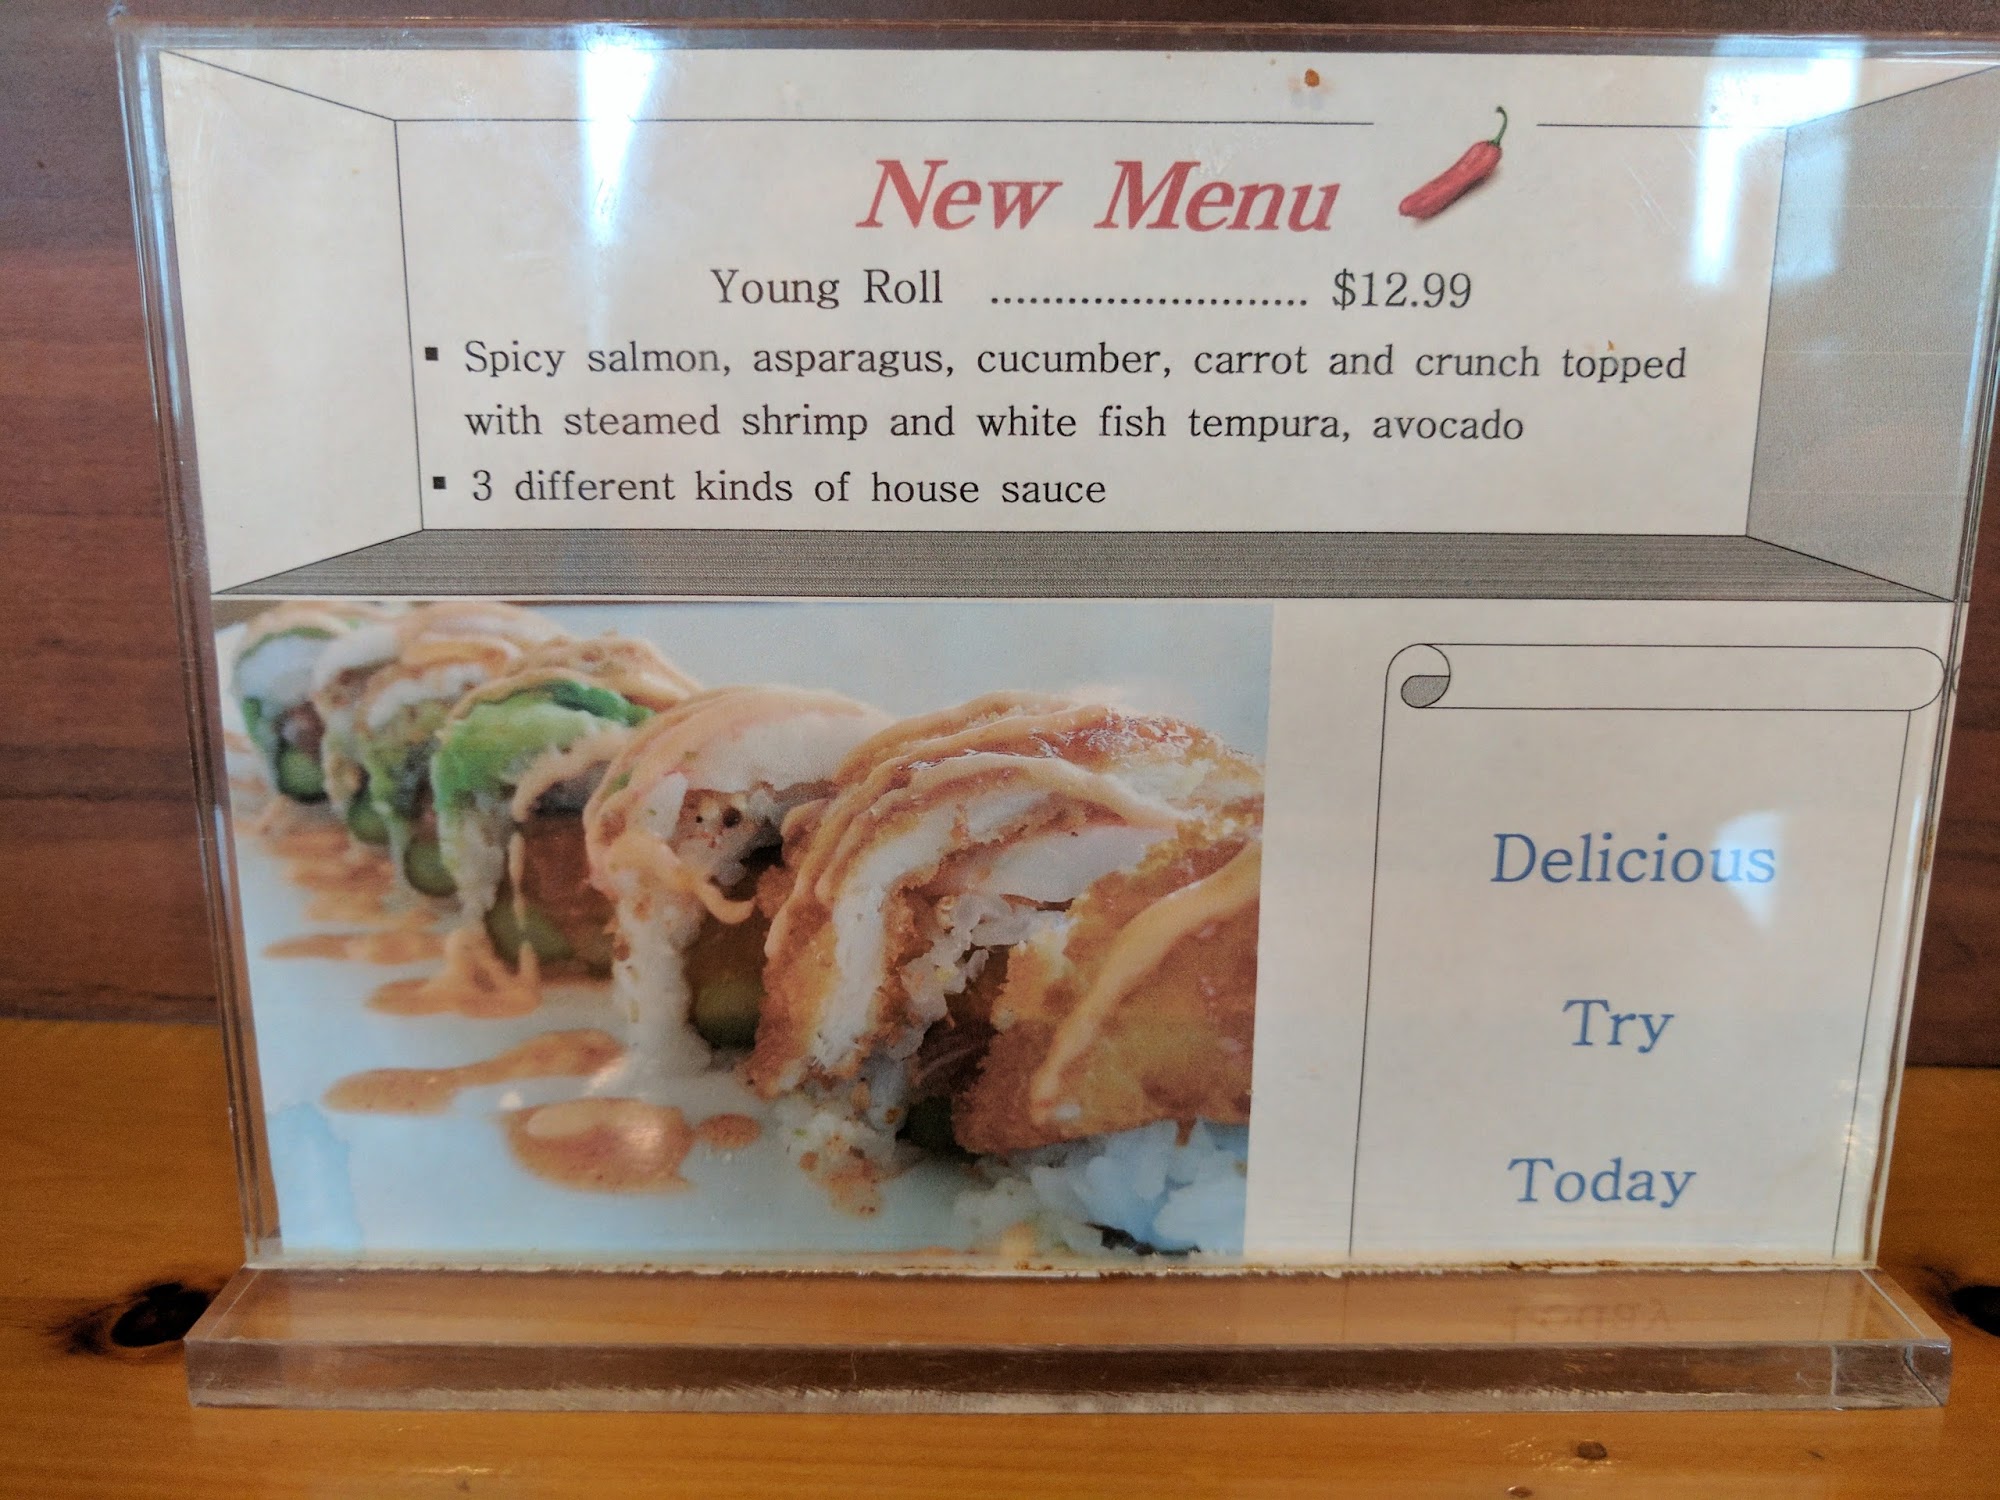 New Menu
Young Roll ......................... $12.99
▪ Spicy salmon, asparagus, cucumber, carrot and crunch topped
with steamed shrimp and white fish tempura, avocado
▪ 3 different kinds of house sauce
Delicious
Try
Today